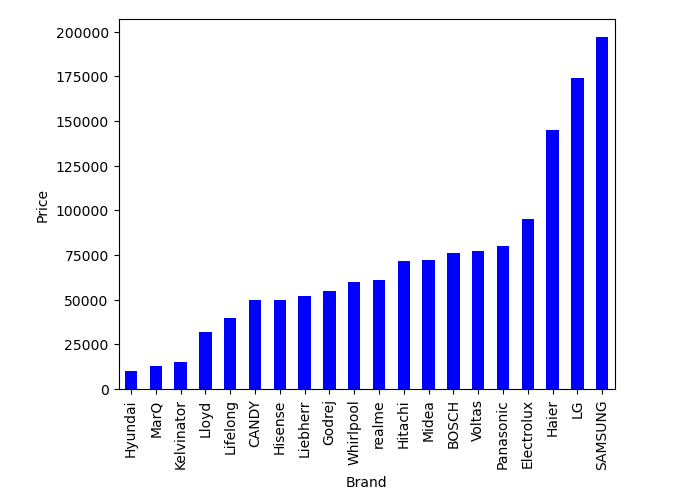 200000
175000
150000
125000
100000
75000
50000
25000
0
Price
Hyundai
MarQ
Kelvinator
Lloyd
Lifelong
CANDY
Hisense
Liebherr
Godrej
Whirlpool
realme
Hitachi
Midea
BOSCH
Voltas
Panasonic
Electrolux
Haier
LG
SAMSUNG
Brand